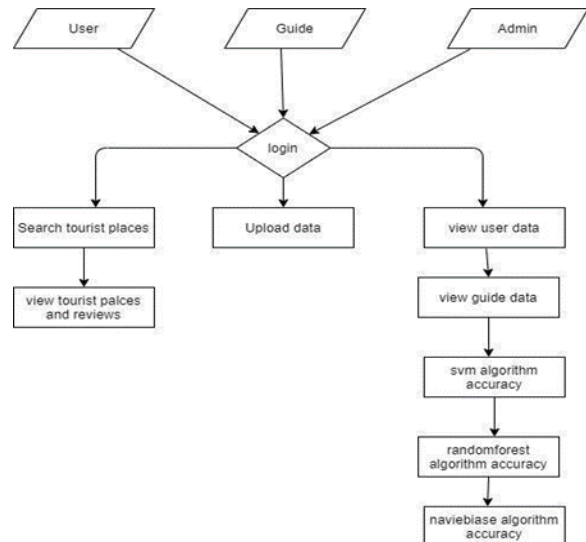 User
Guide
Admin
login
Search tourist places
Upload data
view user data
view tourist palces
and reviews
view guide data
svm algorithm
accuracy
randomforest
algorithm accuracy
naviebiase algorithm
accuracy